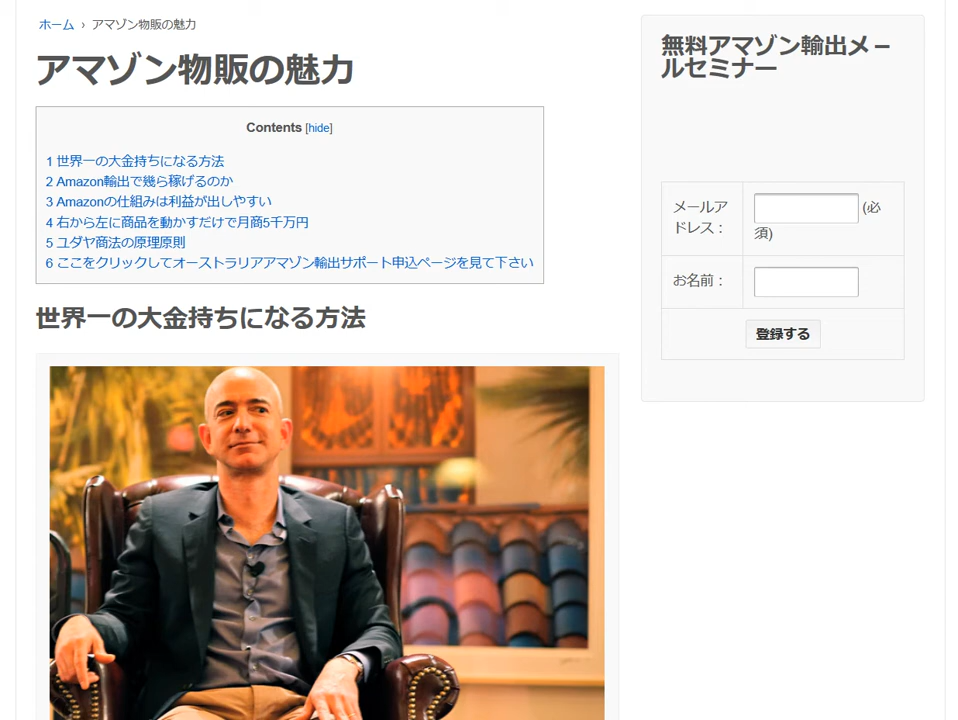 ホーム › アマゾン物販の魅力
アマゾン物販の魅力
Contents [hide]
1 世界一の大金持ちになる方法
2 Amazon輸出で幾ら稼げるのか
3 Amazonの仕組みは利益が出しやすい
4 右から左に商品を動かすだけで月商5千万円
5 ユダヤ商法の原理原則
6 ここをクリックしてオーストラリアアマゾン輸出サポート申込ページを見て下さい
世界一の大金持ちになる方法
無料アマゾン輸出メー
ルセミナー
メールア
ドレス：
(必
須)
お名前：
登録する